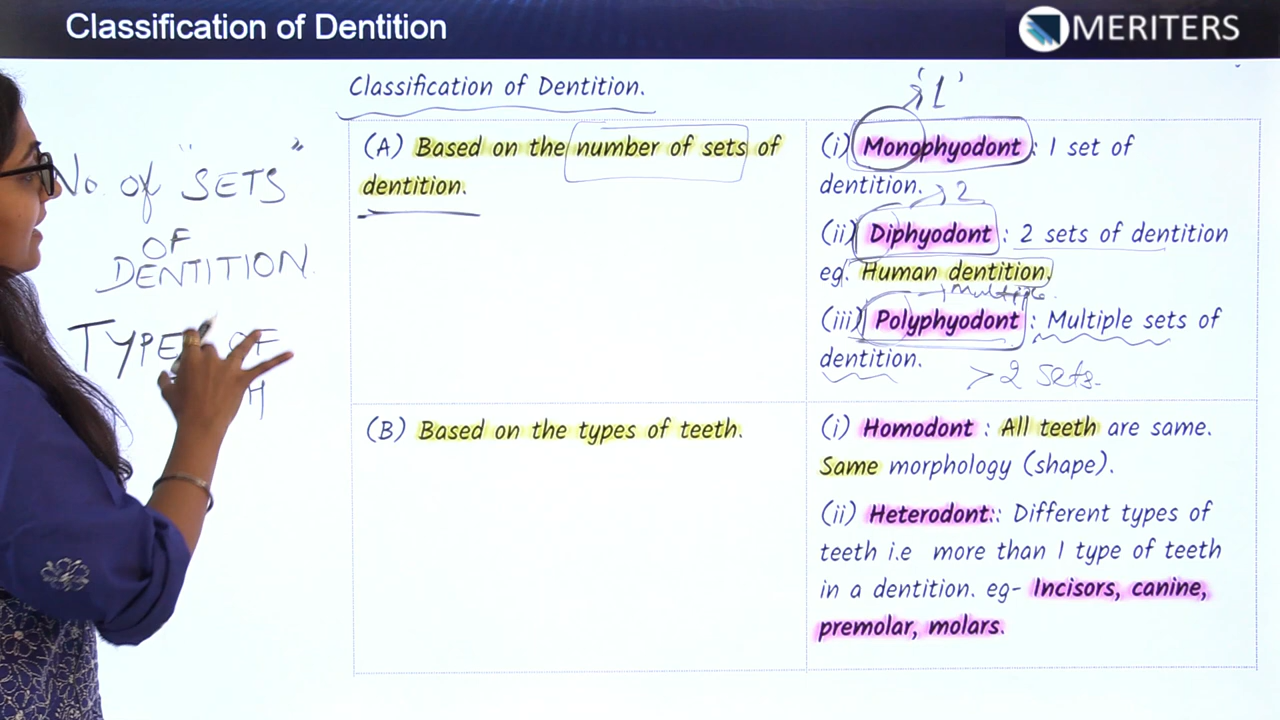 Classification of Dentition
MERITERS
Classification of Dentition.
No. of "SETS"
OF
DENTITION.
TYPES OF
H
(A) Based on the number of sets of
dentition.
'1'
(i) Monophyodont : 1 set of
dentition.
2
(ii) Diphyodont : 2 sets of dentition
eg. Human dentition.
Multiple.
(iii) Polyphyodont : Multiple sets of
dentition.
>2 sets.
(B) Based on the types of teeth.
(i) Homodont : All teeth are same.
Same morphology (shape).
(ii) Heterodont:: Different types of
teeth i.e more than 1 type of teeth
in a dentition. eg- Incisors, canine,
premolar, molars.